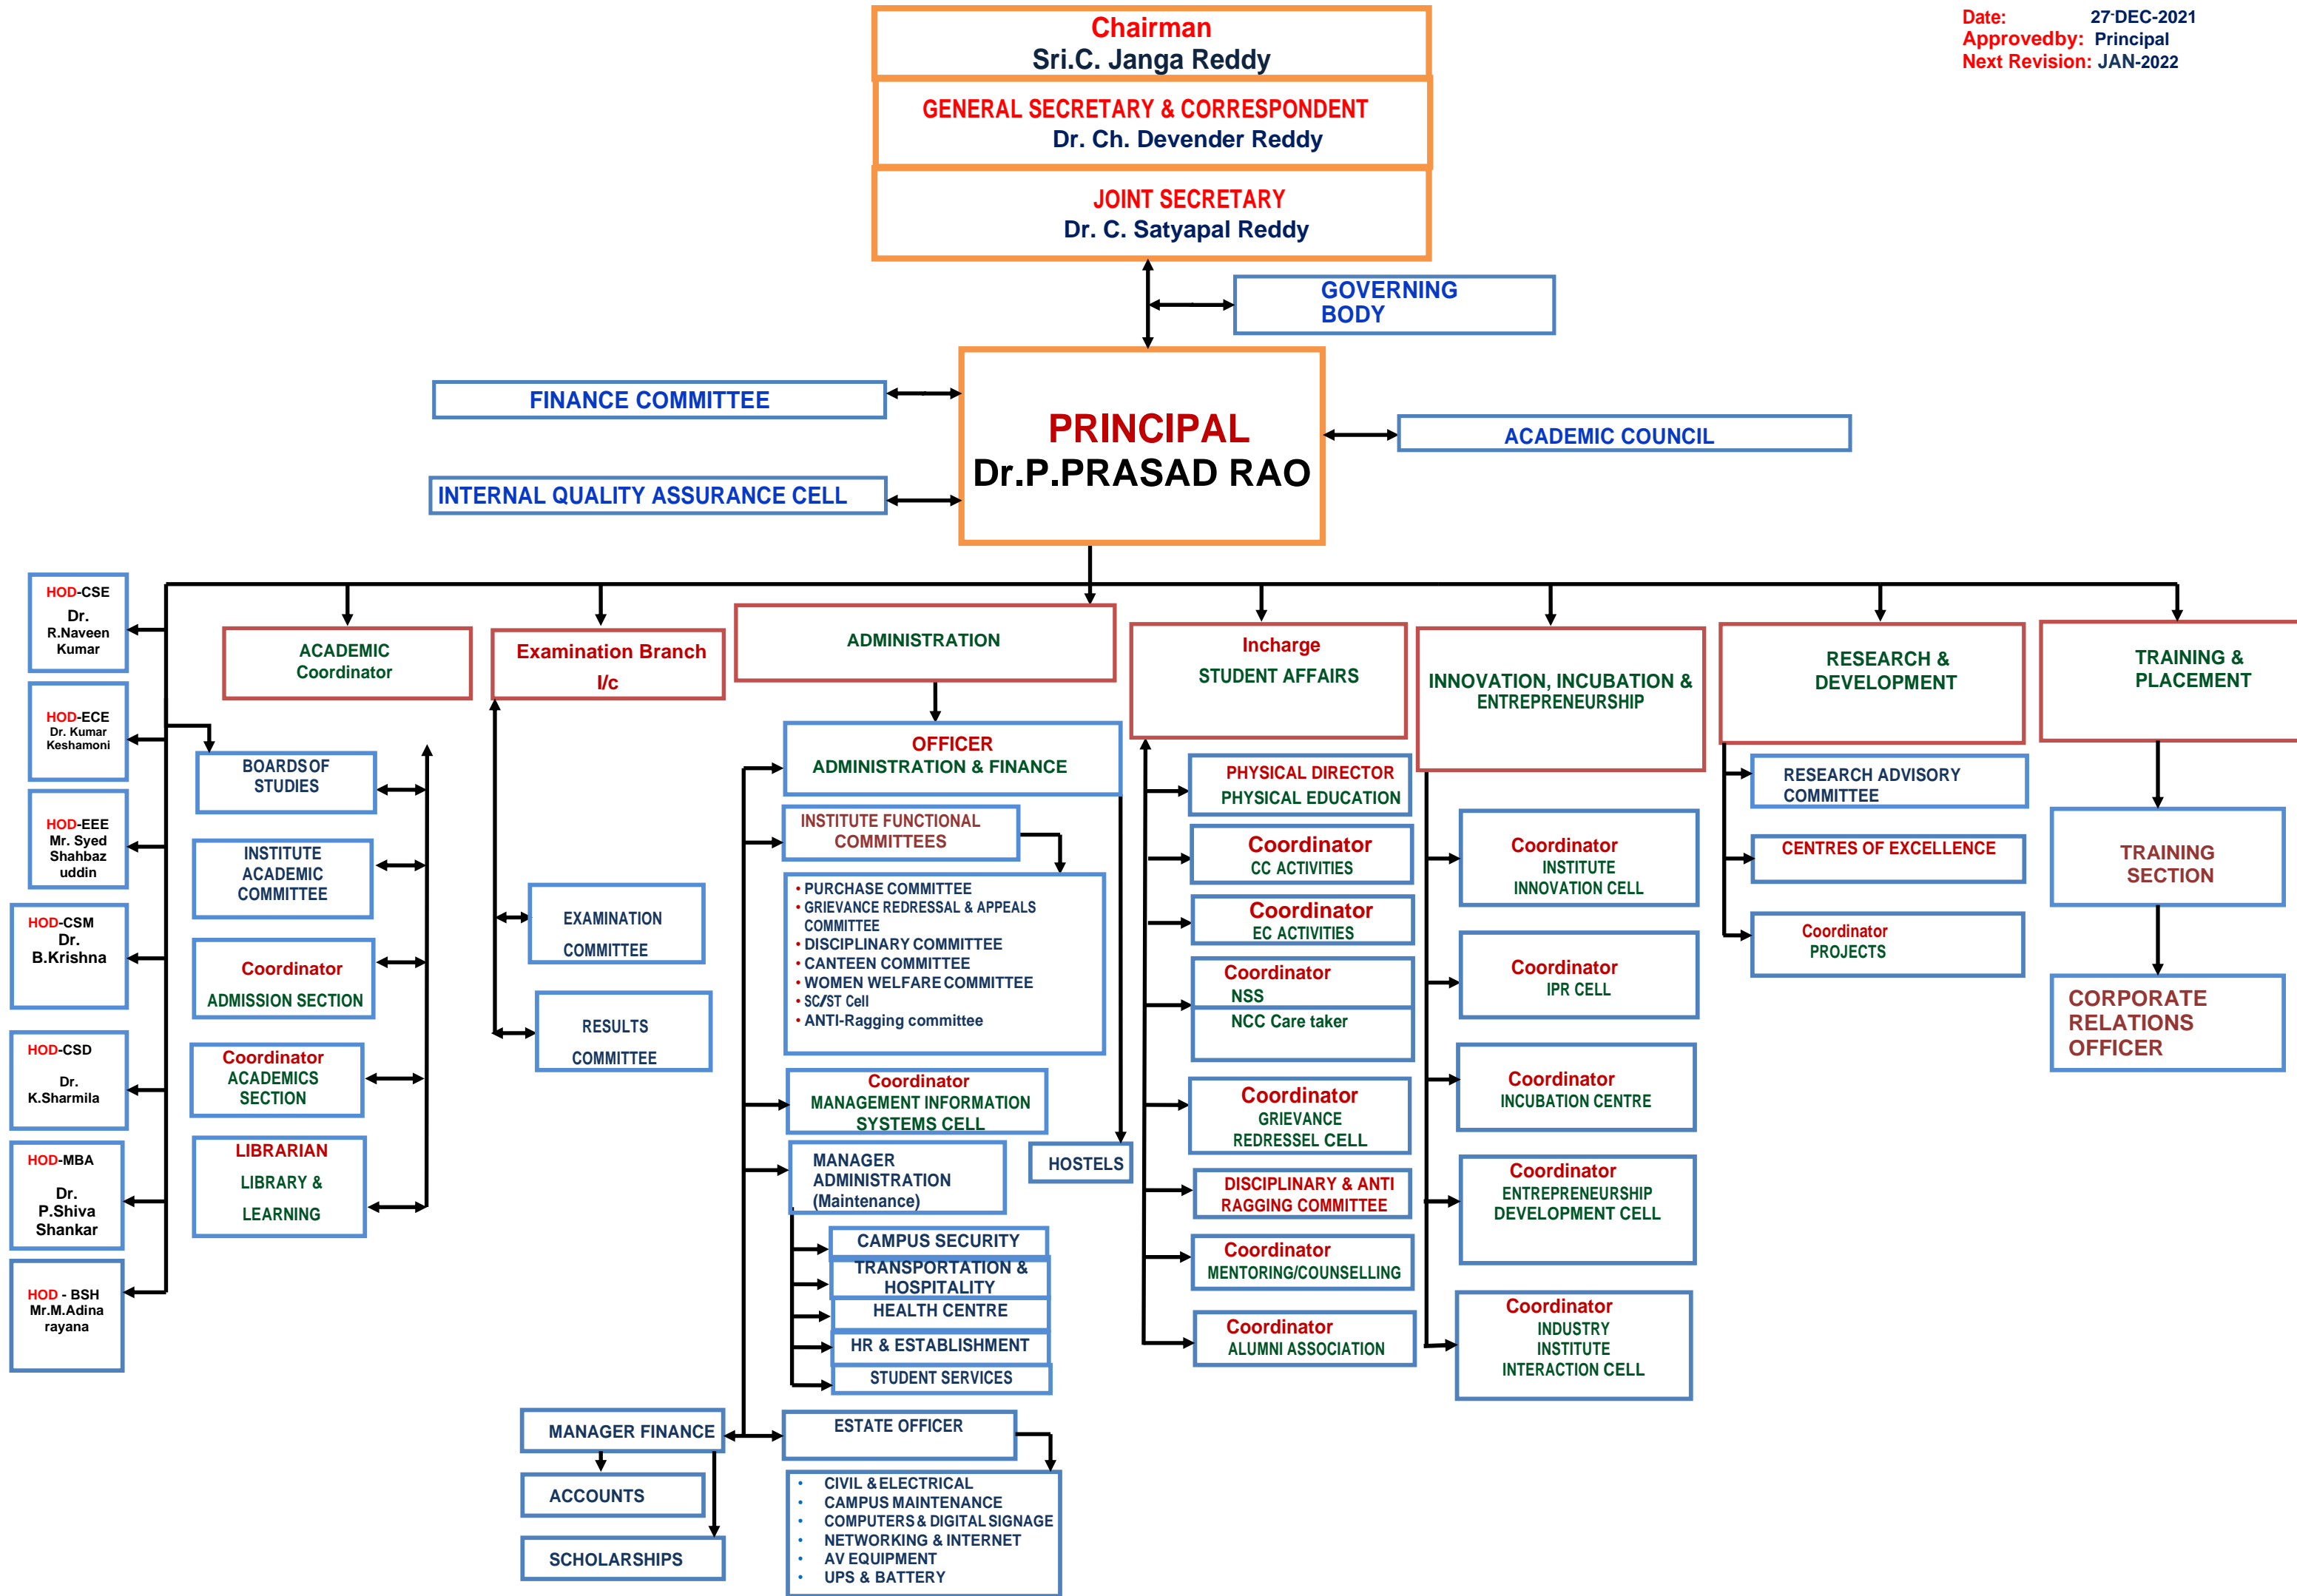 Chairman
Sri.C. Janga Reddy
GENERAL SECRETARY & CORRESPONDENT
Dr. Ch. Devender Reddy
JOINT SECRETARY
Dr. C. Satyapal Reddy
Date: 27-DEC-2021
Approvedby: Principal
Next Revision: JAN-2022
GOVERNING
BODY
FINANCE COMMITTEE
PRINCIPAL
Dr.P.PRASAD RAO
ACADEMIC COUNCIL
INTERNAL QUALITY ASSURANCE CELL
HOD-CSE
Dr.
R.Naveen
Kumar
HOD-ECE
Dr. Kumar
Keshamoni
HOD-EEE
Mr. Syed
Shahbaz
uddin
HOD-CSM
Dr.
B.Krishna
HOD-CSD
Dr.
K.Sharmila
HOD-MBA
Dr.
P.Shiva
Shankar
HOD - BSH
Mr.M.Adina
rayana
ACADEMIC
Coordinator
BOARDS OF
STUDIES
INSTITUTE
ACADEMIC
COMMITTEE
Coordinator
ADMISSION SECTION
Coordinator
ACADEMICS
SECTION
LIBRARIAN
LIBRARY &
LEARNING
Examination Branch
I/c
EXAMINATION
COMMITTEE
RESULTS
COMMITTEE
ADMINISTRATION
OFFICER
ADMINISTRATION & FINANCE
INSTITUTE FUNCTIONAL
COMMITTEES
• PURCHASE COMMITTEE
• GRIEVANCE REDRESSAL & APPEALS
COMMITTEE
• DISCIPLINARY COMMITTEE
• CANTEEN COMMITTEE
• WOMEN WELFARE COMMITTEE
• SC/ST Cell
• ANTI-Ragging committee
Coordinator
MANAGEMENT INFORMATION
SYSTEMS CELL
MANAGER
ADMINISTRATION
(Maintenance)
HOSTELS
CAMPUS SECURITY
TRANSPORTATION &
HOSPITALITY
HEALTH CENTRE
HR & ESTABLISHMENT
STUDENT SERVICES
MANAGER FINANCE
ACCOUNTS
SCHOLARSHIPS
ESTATE OFFICER
• CIVIL & ELECTRICAL
• CAMPUS MAINTENANCE
• COMPUTERS & DIGITAL SIGNAGE
• NETWORKING & INTERNET
• AV EQUIPMENT
• UPS & BATTERY
Incharge
STUDENT AFFAIRS
PHYSICAL DIRECTOR
PHYSICAL EDUCATION
Coordinator
CC ACTIVITIES
Coordinator
EC ACTIVITIES
Coordinator
NSS
NCC Care taker
Coordinator
GRIEVANCE
REDRESSEL CELL
DISCIPLINARY & ANTI
RAGGING COMMITTEE
Coordinator
MENTORING/COUNSELLING
Coordinator
ALUMNI ASSOCIATION
INNOVATION, INCUBATION &
ENTREPRENEURSHIP
Coordinator
INSTITUTE
INNOVATION CELL
Coordinator
IPR CELL
Coordinator
INCUBATION CENTRE
Coordinator
ENTREPRENEURSHIP
DEVELOPMENT CELL
Coordinator
INDUSTRY
INSTITUTE
INTERACTION CELL
RESEARCH &
DEVELOPMENT
RESEARCH ADVISORY
COMMITTEE
CENTRES OF EXCELLENCE
Coordinator
PROJECTS
TRAINING &
PLACEMENT
TRAINING
SECTION
CORPORATE
RELATIONS
OFFICER